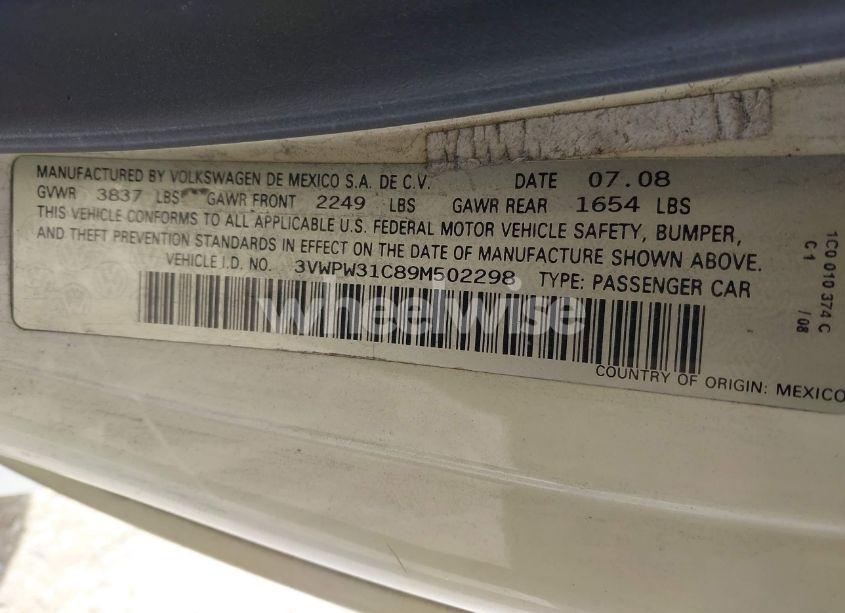 MANUFACTURED BY VOLKSWAGEN DE MEXICO S.A. DE C.V. DATE 07.08
GVWR 3837 LBS GAWR FRONT 2249 LBS GAWR REAR 1654 LBS
THIS VEHICLE CONFORMS TO ALL APPLICABLE U.S. FEDERAL MOTOR VEHICLE SAFETY, BUMPER,
AND THEFT PREVENTION STANDARDS IN EFFECT ON THE DATE OF MANUFACTURE SHOWN ABOVE.
VEHICLE I.D. NO. 3VWPW31C89M502298 TYPE: PASSENGER CAR
COUNTRY OF ORIGIN: MEXICO
1C0 010 374 C
C 1
/ 08
wheelwise